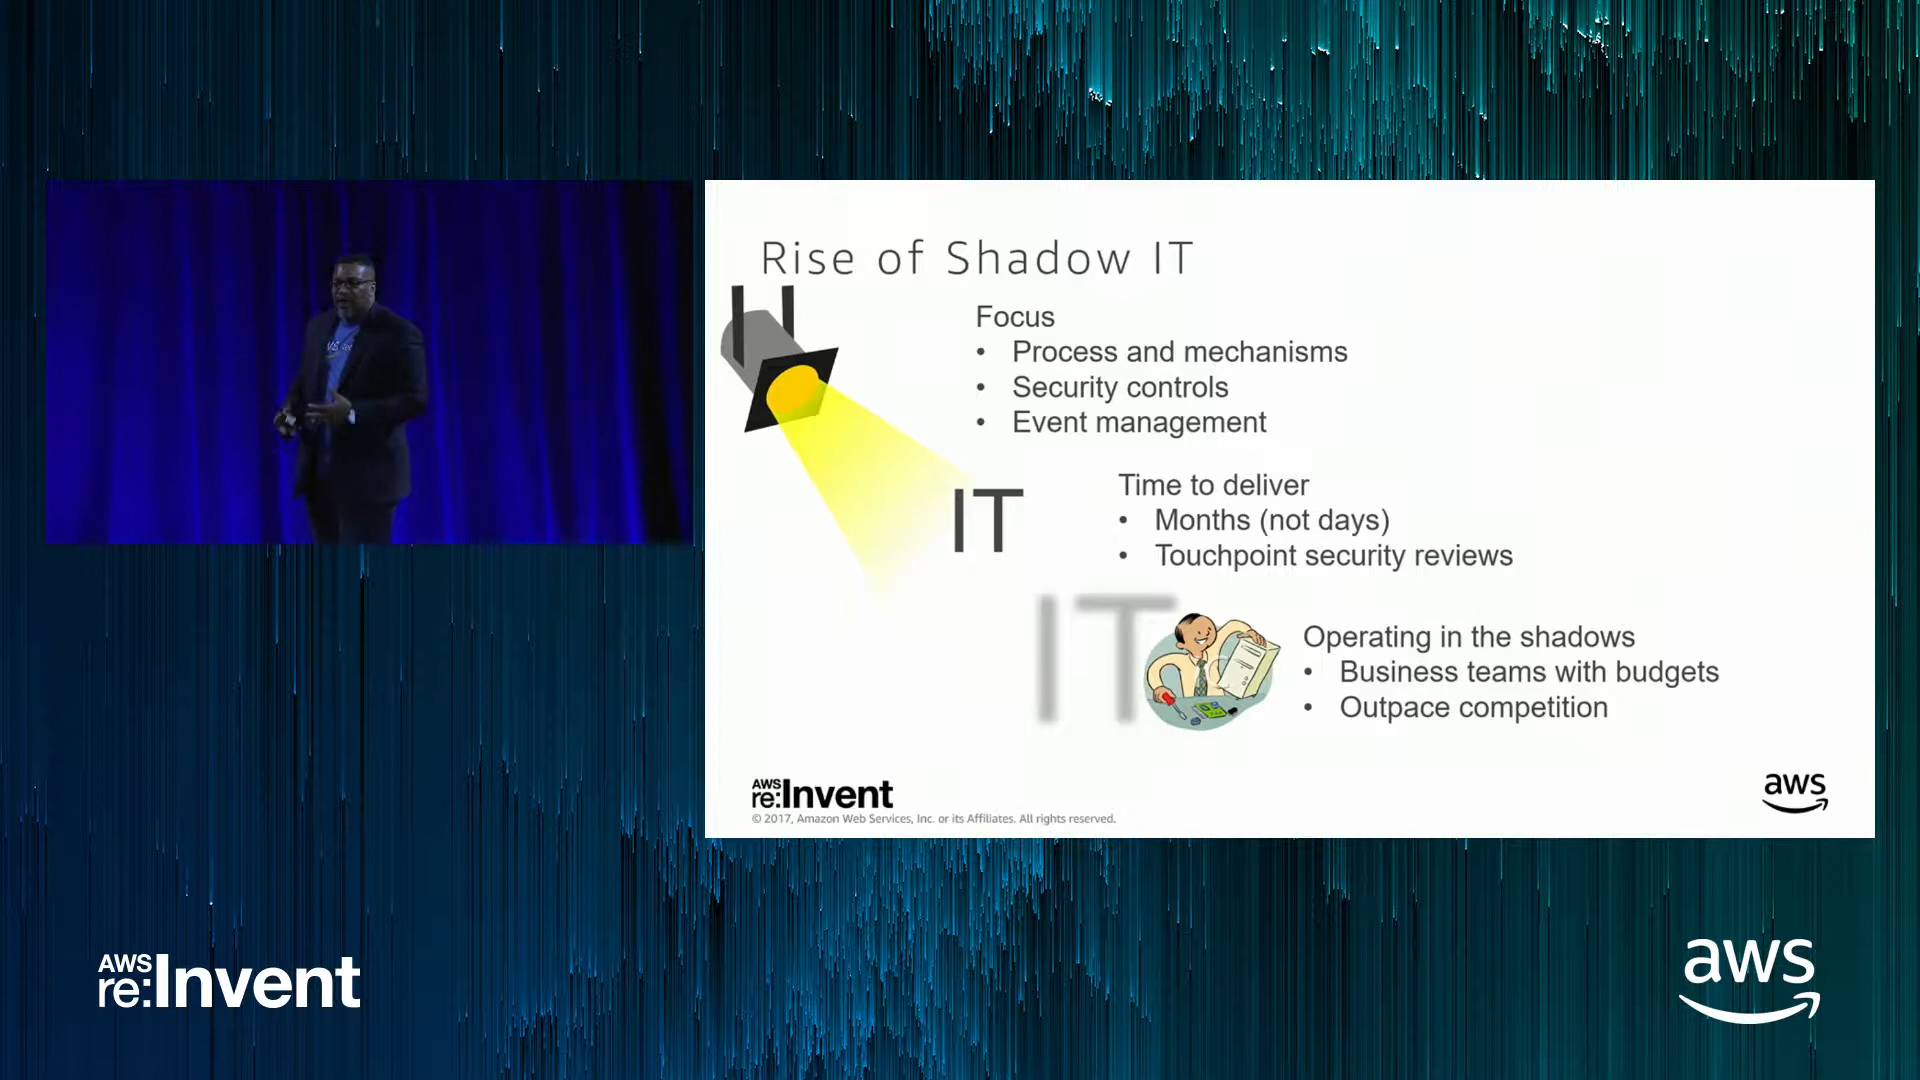 Rise of Shadow IT
Focus
• Process and mechanisms
• Security controls
• Event management
IT
Time to deliver
• Months (not days)
• Touchpoint security reviews
IT
Operating in the shadows
• Business teams with budgets
• Outpace competition
AWS
re:Invent
© 2017, Amazon Web Services, Inc. or its Affiliates. All rights reserved.
aws
AWS
re:Invent
aws